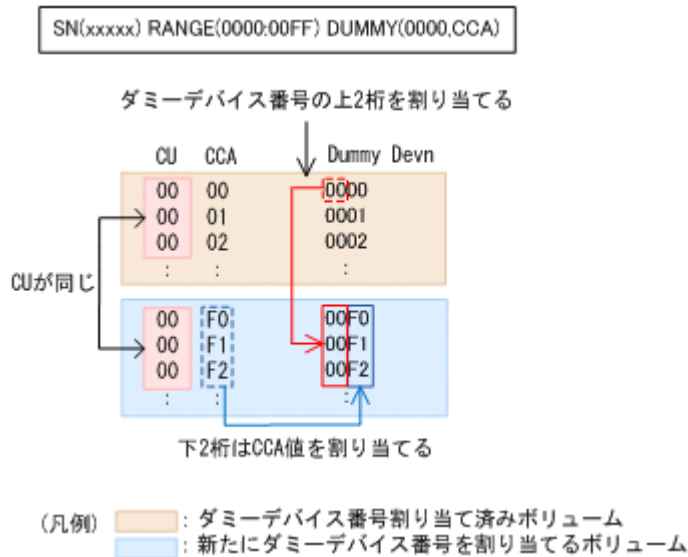 SN(xxxxx) RANGE(0000:00FF) DUMMY(0000,CCA)
ダミーデバイス番号の上2桁を割り当てる
CU CCA Dummy Devn
00 00 0000
00 01 0001
00 02 0002
: : :
CUが同じ
00 F0 00F0
00 F1 00F1
00 F2 00F2
: : :
下2桁はCCA値を割り当てる
(凡例) : ダミーデバイス番号割り当て済みボリューム
: 新たにダミーデバイス番号を割り当てるボリューム